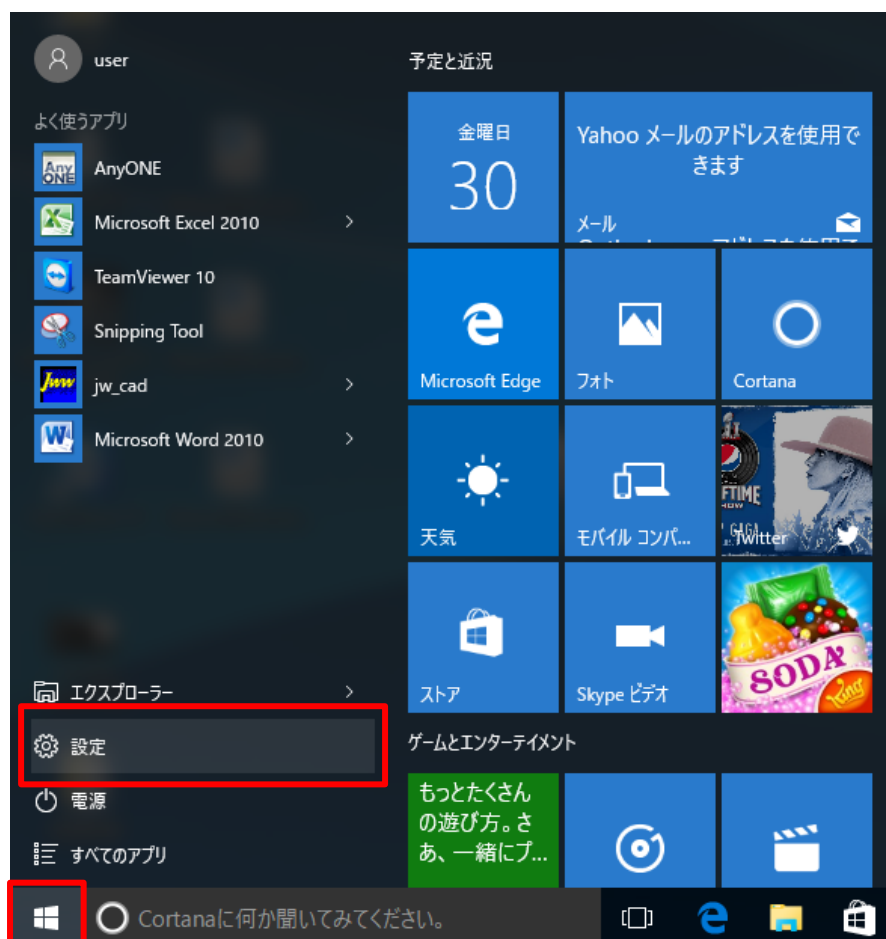 user
よく使うアプリ
Any
ONE
AnyONE
Microsoft Excel 2010
TeamViewer 10
Snipping Tool
Jww
jw_cad
Microsoft Word 2010
エクスプローラー
設定
電源
すべてのアプリ
予定と近況
金曜日
30
Yahoo メールのアドレスを使用で
きます
メール
Microsoft Edge
フォト
Cortana
天気
モバイル コンパ...
Twitter
ストア
Skype ビデオ
SODA
King
ゲームとエンターテイメント
もっとたくさん
の遊び方。さ
あ、一緒にプ...
Cortanaに何か聞いてみてください。